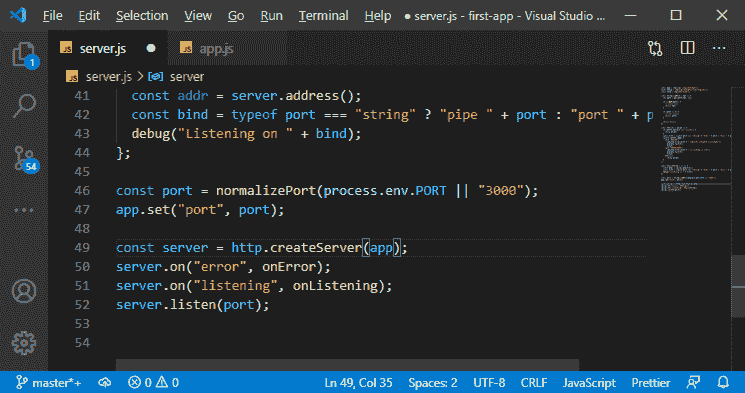 File Edit Selection View Go Run Terminal Help ● server.js - first-app - Visual Studio ...
JS server.js ● JS app.js
1
JS server.js > server
41 const addr = server.address();
42 const bind = typeof port === "string" ? "pipe " + port : "port " + p
43 debug("Listening on " + bind);
44 };
45
46 const port = normalizePort(process.env.PORT || "3000");
47 app.set("port", port);
48
49 const server = http.createServer(app);
50 server.on("error", onError);
51 server.on("listening", onListening);
52 server.listen(port);
53
54
54
master*+ 0 0 Ln 49, Col 35 Spaces: 2 UTF-8 CRLF JavaScript Prettier